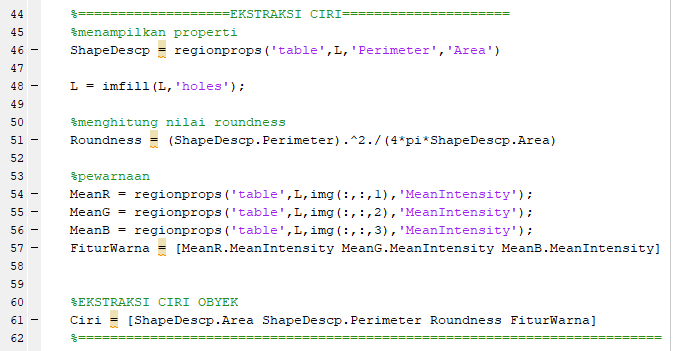 44 %====================EKSTRAKSI CIRI======================
45 %menampilkan properti
46 — ShapeDescp = regionprops('table',L,'Perimeter','Area')
47
48 — L = imfill(L,'holes');
49
50 %menghitung nilai roundness
51 — Roundness = (ShapeDescp.Perimeter).^2./(4*pi*ShapeDescp.Area)
52
53 %pewarnaan
54 — MeanR = regionprops('table',L,img(:,:,1),'MeanIntensity');
55 — MeanG = regionprops('table',L,img(:,:,2),'MeanIntensity');
56 — MeanB = regionprops('table',L,img(:,:,3),'MeanIntensity');
57 — FiturWarna = [MeanR.MeanIntensity MeanG.MeanIntensity MeanB.MeanIntensity]
58
59
60 %EKSTRAKSI CIRI OBYEK
61 — Ciri = [ShapeDescp.Area ShapeDescp.Perimeter Roundness FiturWarna]
62 %=========================================================================